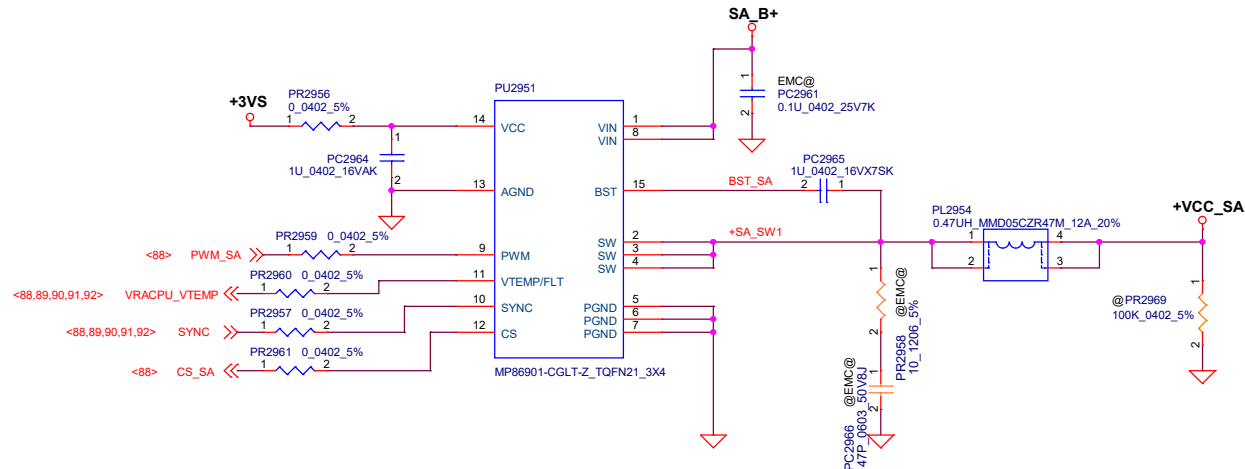 SA_B+
EMC@
PC2961
0.1U_0402_25V7K
1
2
+3VS
PR2956
0_0402_5%
1 2
PC2964
1U_0402_16VAK
1
2
PU2951
14 VCC
13 AGND
9 PWM
11 VTEMP/FLT
10 SYNC
12 CS
VIN 1
VIN 8
BST 15
SW 2
SW 3
SW 4
PGND 5
PGND 6
PGND 7
MP86901-CGLT-Z_TQFN21_3X4
PR2959 0_0402_5%
<88> PWM_SA 1 2
PR2960 0_0402_5%
<88,89,90,91,92> VRACPU_VTEMP 1 2
PR2957 0_0402_5%
<88,89,90,91,92> SYNC 1 2
PR2961 0_0402_5%
<88> CS_SA 1 2
BST_SA
PC2965
1U_0402_16VX7SK
2 1
+SA_SW1
@EMC@
PR2958
10_1206_5%
1
2
@EMC@
PC2966
47P_0603_50V8J
1
2
PL2954
0.47UH_MMD05CZR47M_12A_20%
1 4
2 3
+VCC_SA
@PR2969
100K_0402_5%
1
2